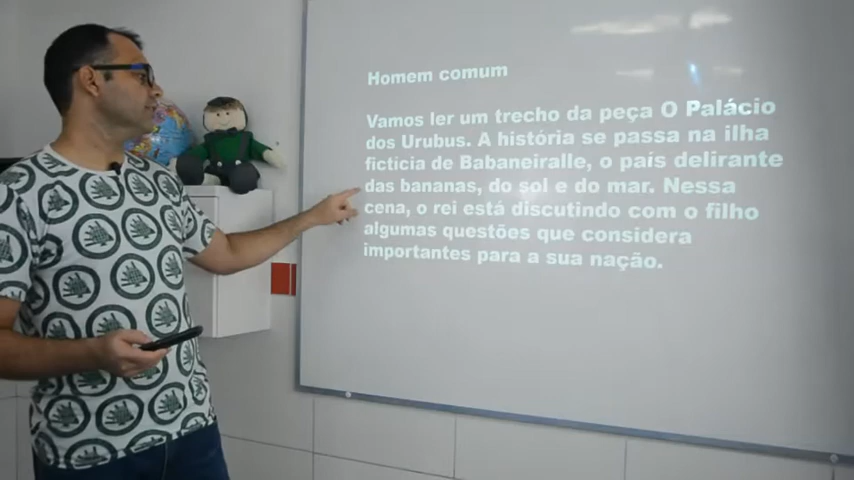 Homem comum
Vamos ler um trecho da peça O Palácio
dos Urubus. A história se passa na ilha
fictícia de Babaneiralle, o país delirante
das bananas, do sol e do mar. Nessa
cena, o rei está discutindo com o filho
algumas questões que considera
importantes para a sua nação.